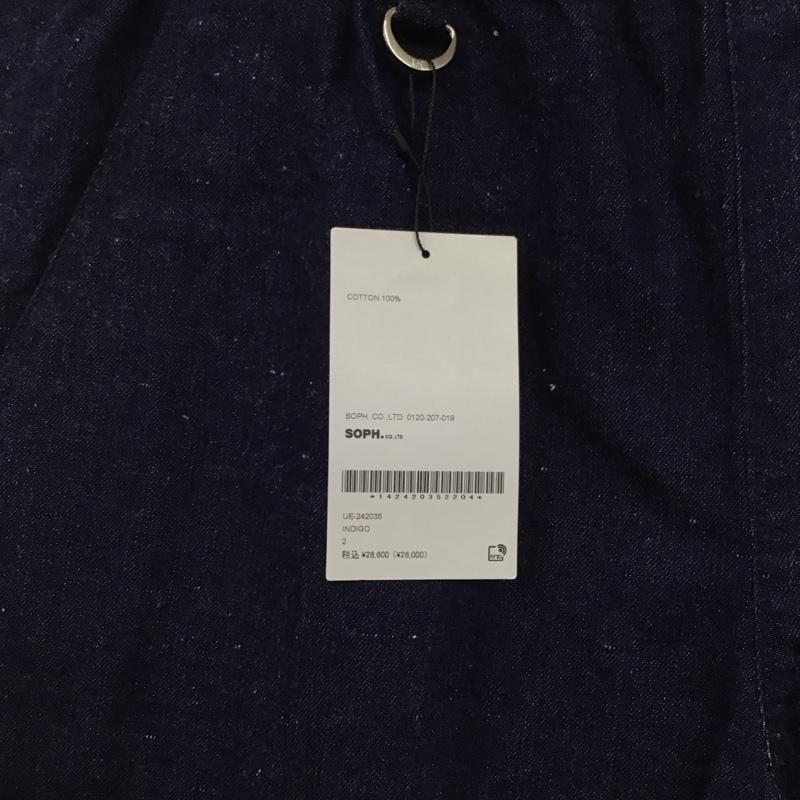 COTTON 100%
SOPH. CO.,LTD. 0120-207-019
SOPH. CO.,LTD.
*142420352204*
UE-242035
INDIGO
2
税込 ¥28,600 (¥26,000)